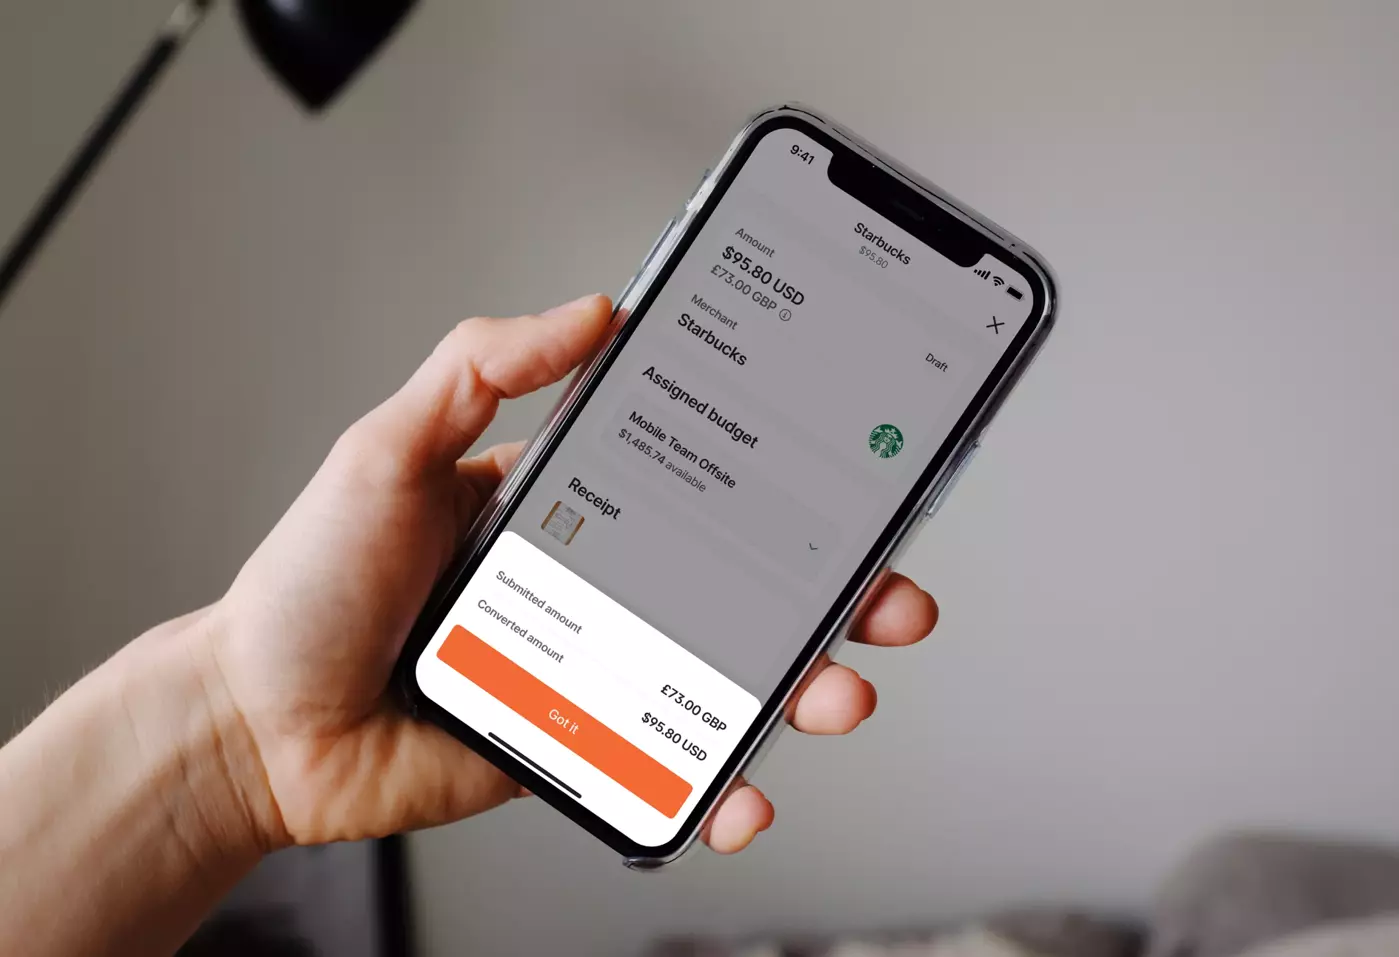 9:41
Starbucks
$95.80
Amount
$95.80 USD
£73.00 GBP
Draft
Merchant
Starbucks
Assigned budget
Mobile Team Offsite
$1,485.74 available
Receipt
Submitted amount
£73.00 GBP
Converted amount
$95.80 USD
Got it